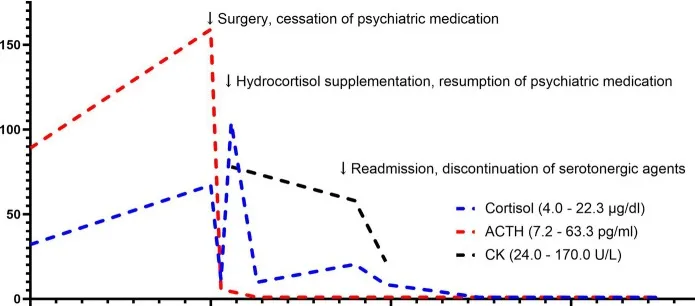 ↓ Surgery, cessation of psychiatric medication
150
↓ Hydrocortisol supplementation, resumption of psychiatric medication
100
↓ Readmission, discontinuation of serotonergic agents
50
Cortisol (4.0 - 22.3 µg/dl)
ACTH (7.2 - 63.3 pg/ml)
CK (24.0 - 170.0 U/L)
0